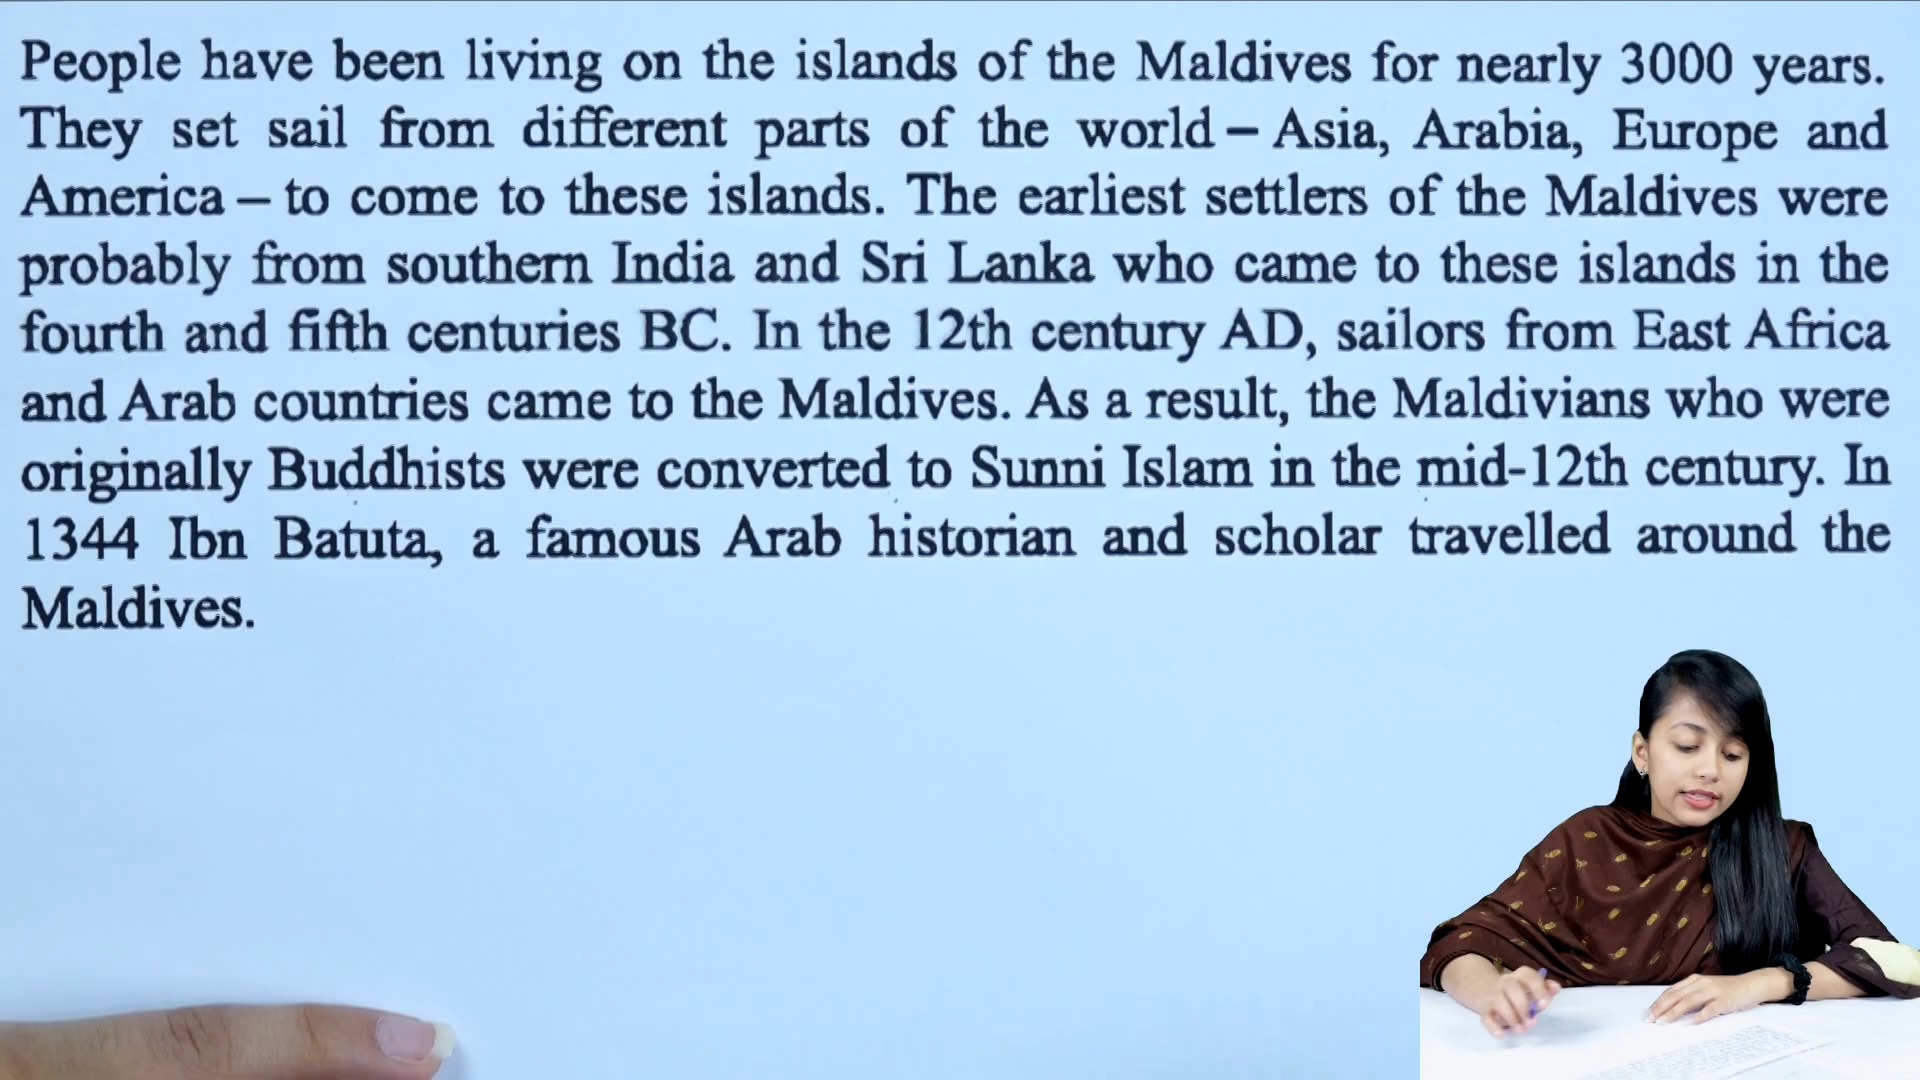 People have been living on the islands of the Maldives for nearly 3000 years.
They set sail from different parts of the world – Asia, Arabia, Europe and
America – to come to these islands. The earliest settlers of the Maldives were
probably from southern India and Sri Lanka who came to these islands in the
fourth and fifth centuries BC. In the 12th century AD, sailors from East Africa
and Arab countries came to the Maldives. As a result, the Maldivians who were
originally Buddhists were converted to Sunni Islam in the mid-12th century. In
1344 Ibn Batuta, a famous Arab historian and scholar travelled around the
Maldives.